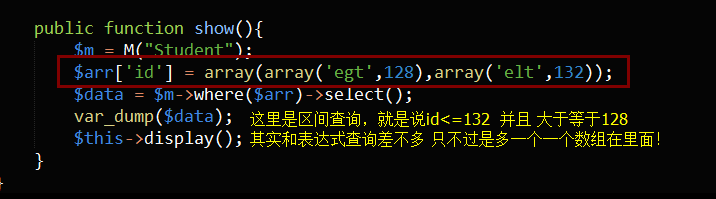 public function show(){
$m = M("Student");
$arr['id'] = array(array('egt',128),array('elt',132));
$data = $m->where($arr)->select();
var_dump($data); 这里是区间查询，就是说id<=132 并且 大于等于128
$this->display(); 其实和表达式查询差不多 只不过是多一个一个数组在里面!
}
}